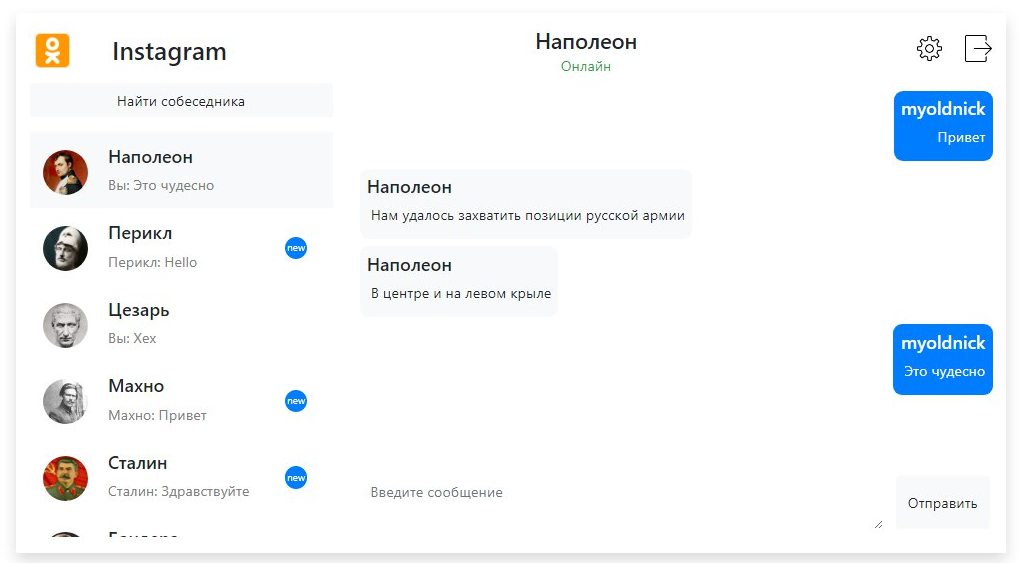 Instagram
Найти собеседника
Наполеон
Вы: Это чудесно
Перикл
Перикл: Hello
new
Цезарь
Вы: Хех
Махно
Махно: Привет
new
Сталин
Сталин: Здравствуйте
new
Наполеон
Онлайн
myoldnick
Привет
Наполеон
Нам удалось захватить позиции русской армии
Наполеон
В центре и на левом крыле
myoldnick
Это чудесно
Введите сообщение
Отправить